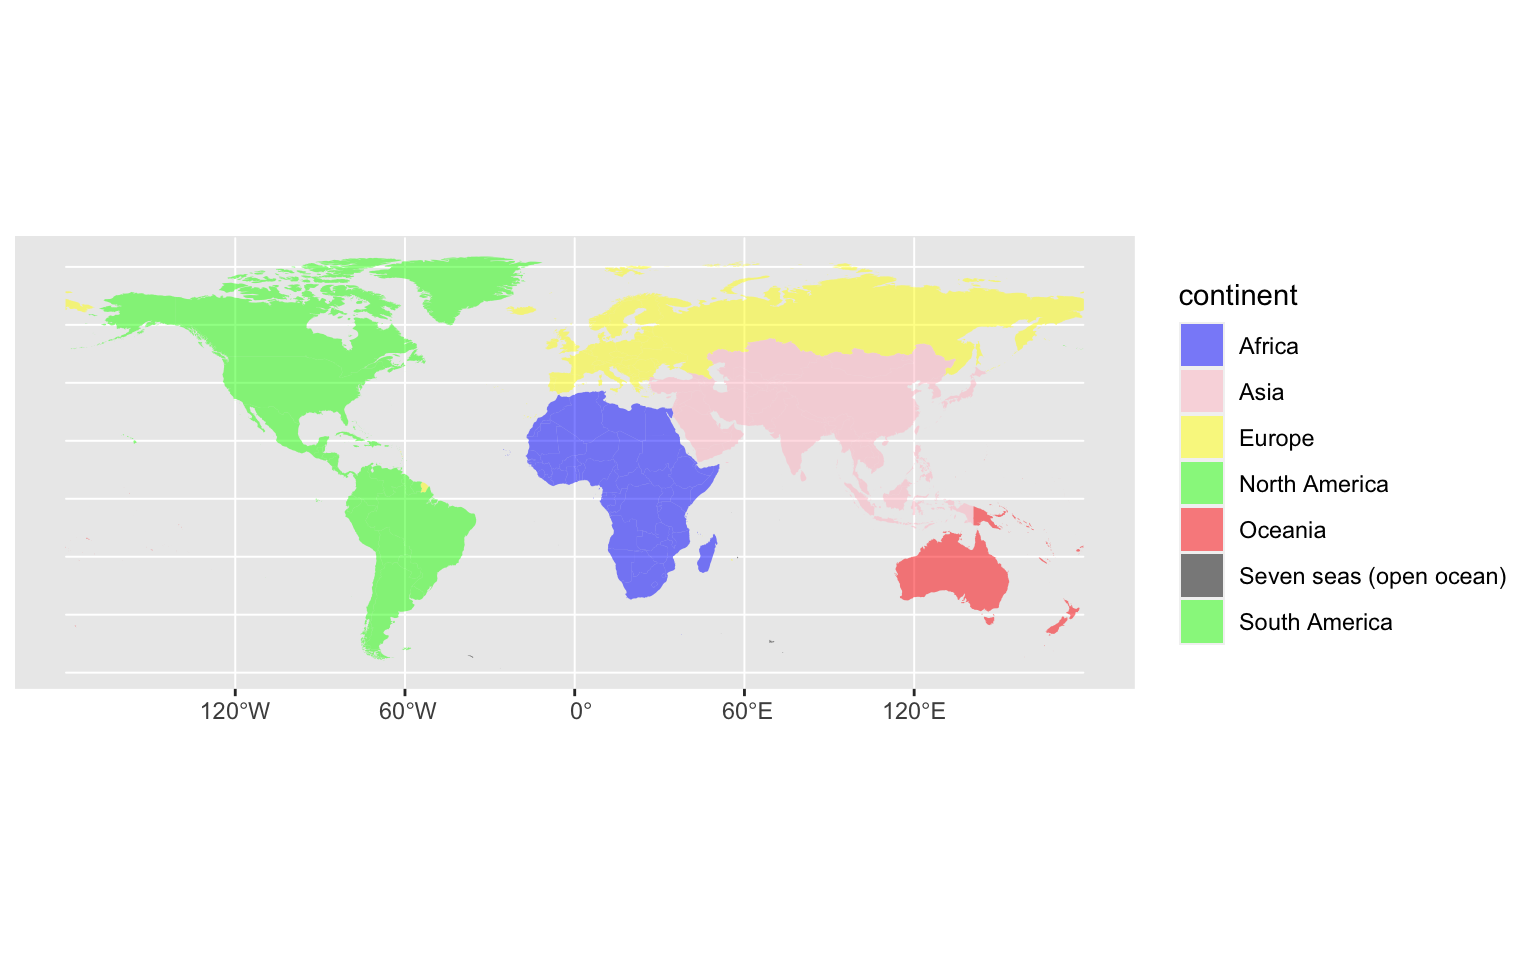 continent
Africa
Asia
Europe
North America
Oceania
Seven seas (open ocean)
South America
120°W
60°W
0°
60°E
120°E